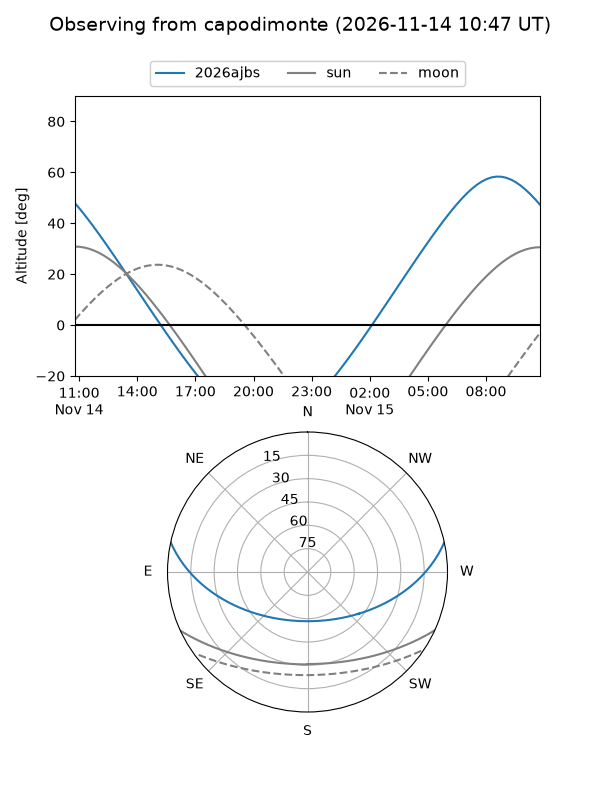 Observing from capodimonte (2026-11-14 10:47 UT)
2026ajbs sun moon
Altitude [deg]
80
60
40
20
0
−20
11:00 14:00 17:00 20:00 23:00 02:00 05:00 08:00
Nov 14 Nov 15
N
NE NW
15
30
45
60
75
E W
SE SW
S